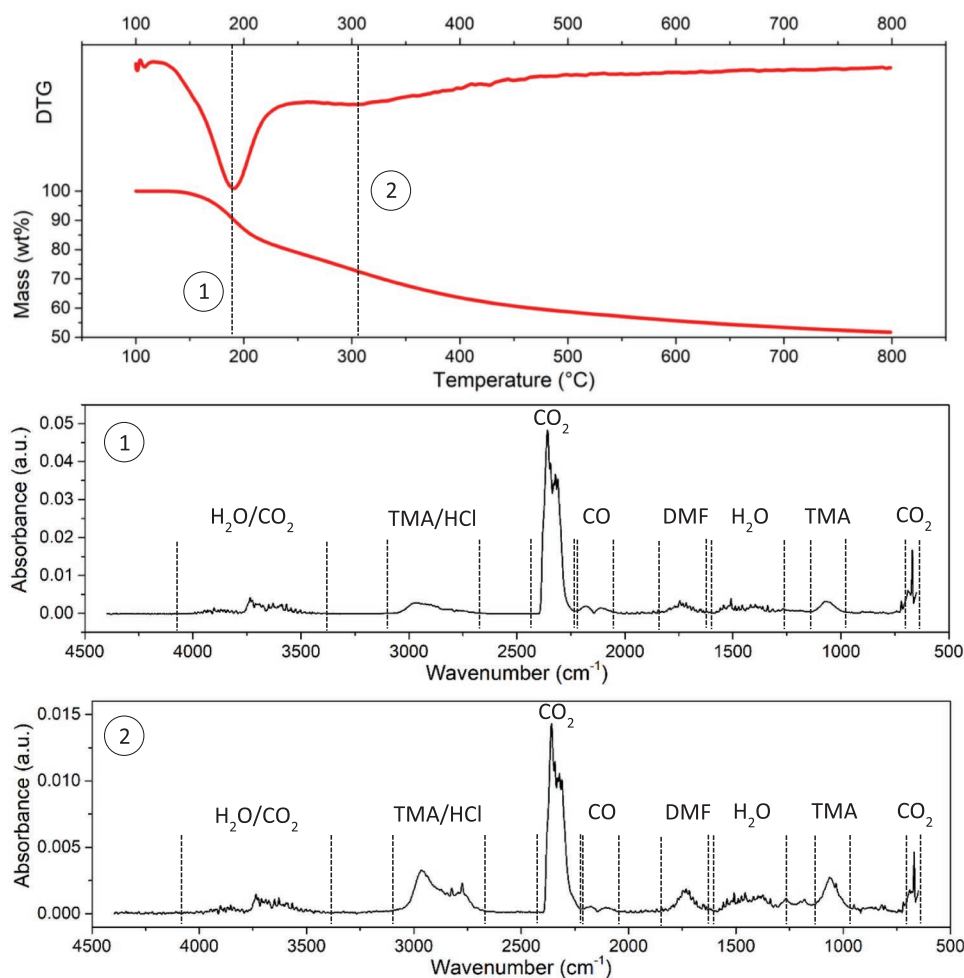 100 200 300 400 500 600 700 800
DTG
2
100
90
80
70
60
50
Mass (wt%)
1
100 200 300 400 500 600 700 800
Temperature (°C)
1
CO₂
0.05
0.04
0.03
0.02
0.01
0.00
Absorbance (a.u.)
H₂O/CO₂ TMA/HCl CO DMF H₂O TMA CO₂
4500 4000 3500 3000 2500 2000 1500 1000 500
Wavenumber (cm⁻¹)
2
CO₂
0.015
0.010
0.005
0.000
Absorbance (a.u.)
H₂O/CO₂ TMA/HCl CO DMF H₂O TMA CO₂
4500 4000 3500 3000 2500 2000 1500 1000 500
Wavenumber (cm⁻¹)